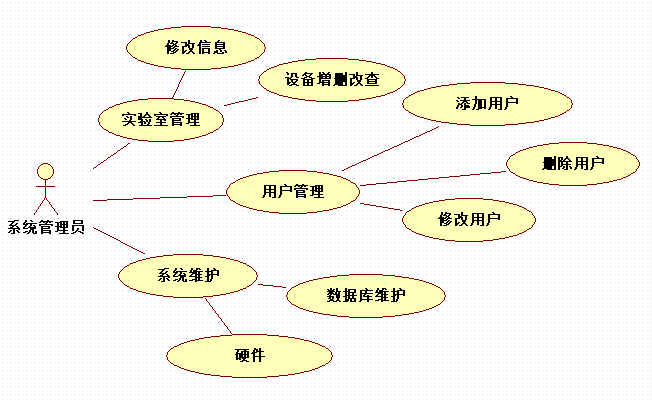 修改信息
设备增删改查
添加用户
实验室管理
删除用户
用户管理
修改用户
系统管理员
系统维护
数据库维护
硬件